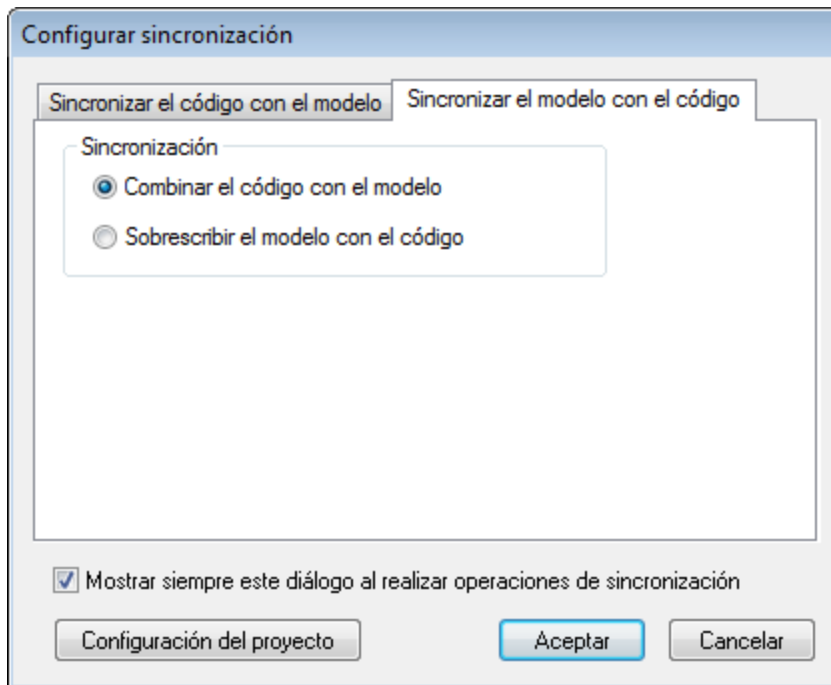 Configurar sincronización
Sincronizar el código con el modelo
Sincronizar el modelo con el código
Sincronización
Combinar el código con el modelo
Sobrescribir el modelo con el código
Mostrar siempre este diálogo al realizar operaciones de sincronización
Configuración del proyecto
Aceptar
Cancelar